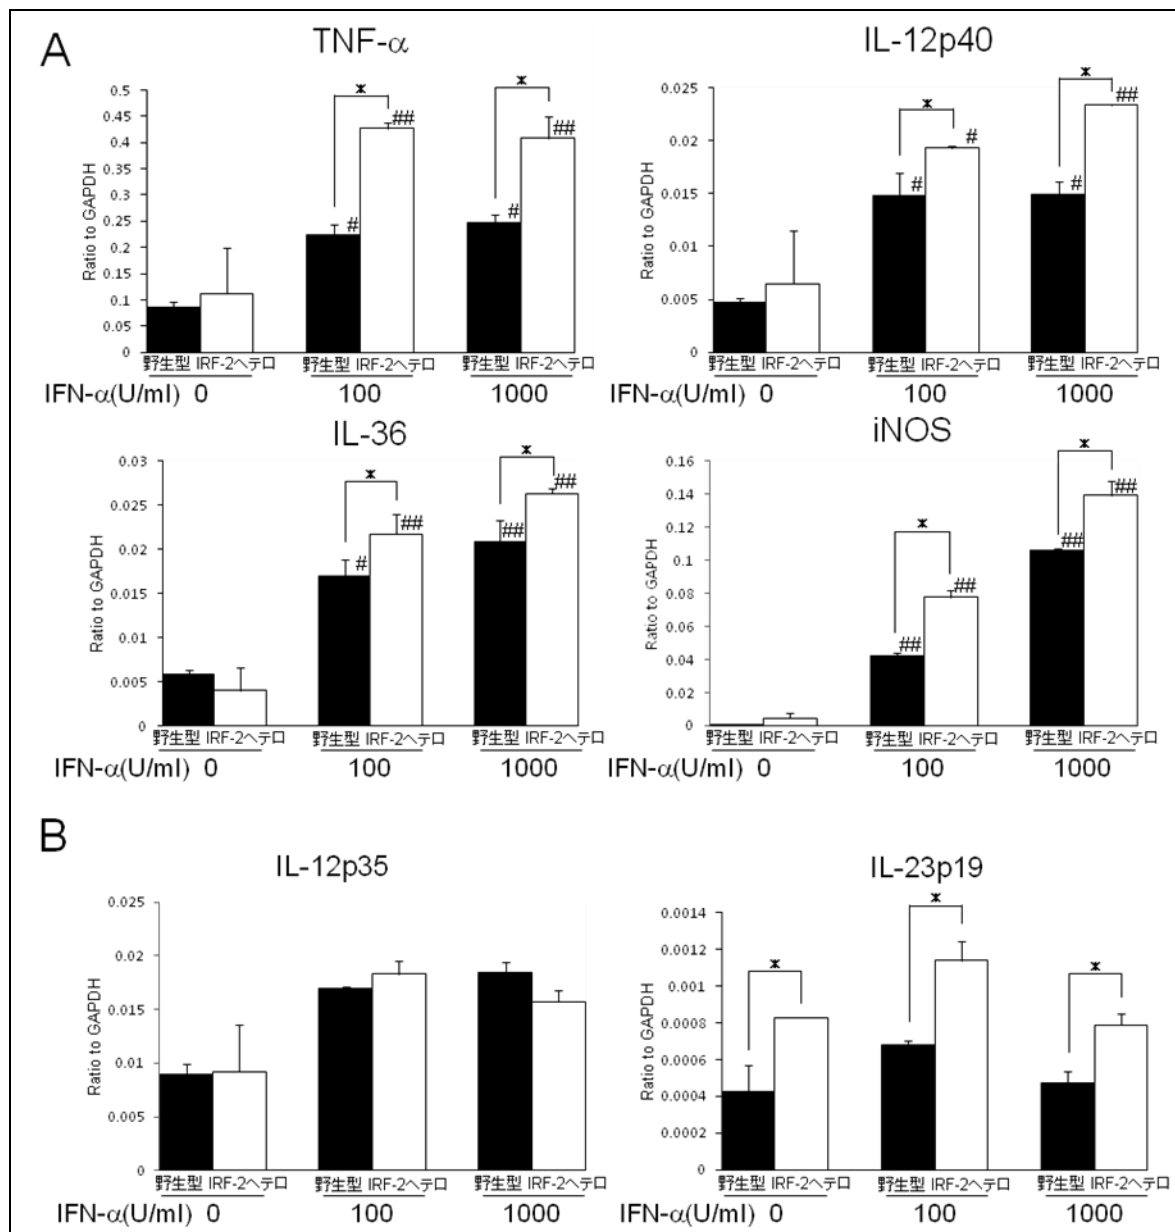 A
TNF-α
Ratio to GAPDH
0.5
0.45
0.4
0.35
0.3
0.25
0.2
0.15
0.1
0.05
0
*
##
#
*
##
#
野生型 IRF-2ヘテロ 野生型 IRF-2ヘテロ 野生型 IRF-2ヘテロ
IFN-α(U/ml) 0 100 1000
IL-12p40
Ratio to GAPDH
0.025
0.02
0.015
0.01
0.005
0
*
#
#
*
##
#
野生型 IRF-2ヘテロ 野生型 IRF-2ヘテロ 野生型 IRF-2ヘテロ
IFN-α(U/ml) 0 100 1000
IL-36
Ratio to GAPDH
0.03
0.025
0.02
0.015
0.01
0.005
0
*
##
#
*
##
##
野生型 IRF-2ヘテロ 野生型 IRF-2ヘテロ 野生型 IRF-2ヘテロ
IFN-α(U/ml) 0 100 1000
iNOS
Ratio to GAPDH
0.16
0.14
0.12
0.1
0.08
0.06
0.04
0.02
0
*
##
##
*
##
##
野生型 IRF-2ヘテロ 野生型 IRF-2ヘテロ 野生型 IRF-2ヘテロ
IFN-α(U/ml) 0 100 1000
B
IL-12p35
Ratio to GAPDH
0.025
0.02
0.015
0.01
0.005
0
野生型 IRF-2ヘテロ 野生型 IRF-2ヘテロ 野生型 IRF-2ヘテロ
IFN-α(U/ml) 0 100 1000
IL-23p19
Ratio to GAPDH
0.0014
0.0012
0.001
0.0008
0.0006
0.0004
0.0002
0
*
*
*
野生型 IRF-2ヘテロ 野生型 IRF-2ヘテロ 野生型 IRF-2ヘテロ
IFN-α(U/ml) 0 100 1000